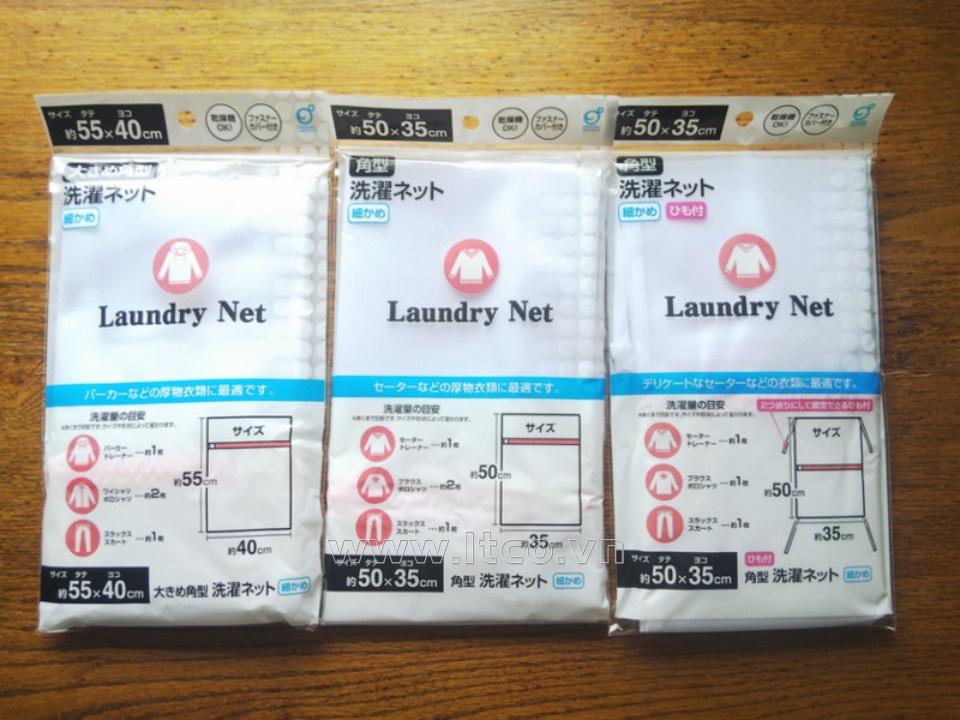 サイズ タテ ヨコ
約55×40cm
乾燥機OK!
ファスナーカバー付き
大きめ角型
洗濯ネット
細かめ
Laundry Net
パーカーなどの厚物衣類に最適です。
洗濯量の目安
サイズ
パーカー
トレーナー
…約1枚
ワイシャツ
ポロシャツ
…約2枚
スラックス
スカート
…約1枚
約55cm
約40cm
サイズ タテ ヨコ
約55×40cm
大きめ角型 洗濯ネット 細かめ
サイズ タテ ヨコ
約50×35cm
乾燥機OK!
ファスナーカバー付き
角型
洗濯ネット
細かめ
Laundry Net
セーターなどの厚物衣類に最適です。
洗濯量の目安
サイズ
セーター
トレーナー
…約1枚
ブラウス
ポロシャツ
…約2枚
スラックス
スカート
…約1枚
約50cm
約35cm
サイズ タテ ヨコ
約50×35cm
角型 洗濯ネット 細かめ
サイズ タテ ヨコ
約50×35cm
乾燥機OK!
ファスナーカバー付き
角型
洗濯ネット
細かめ ひも付
Laundry Net
デリケートなセーターなどの衣類に最適です。
洗濯量の目安
二つ折りにして固定できるひも付
サイズ
セーター
トレーナー
…約1枚
ブラウス
ポロシャツ
…約1枚
スラックス
スカート
…約1枚
約50cm
約35cm
サイズ タテ ヨコ
約50×35cm
ひも付
角型 洗濯ネット 細かめ
www.ltco.vn